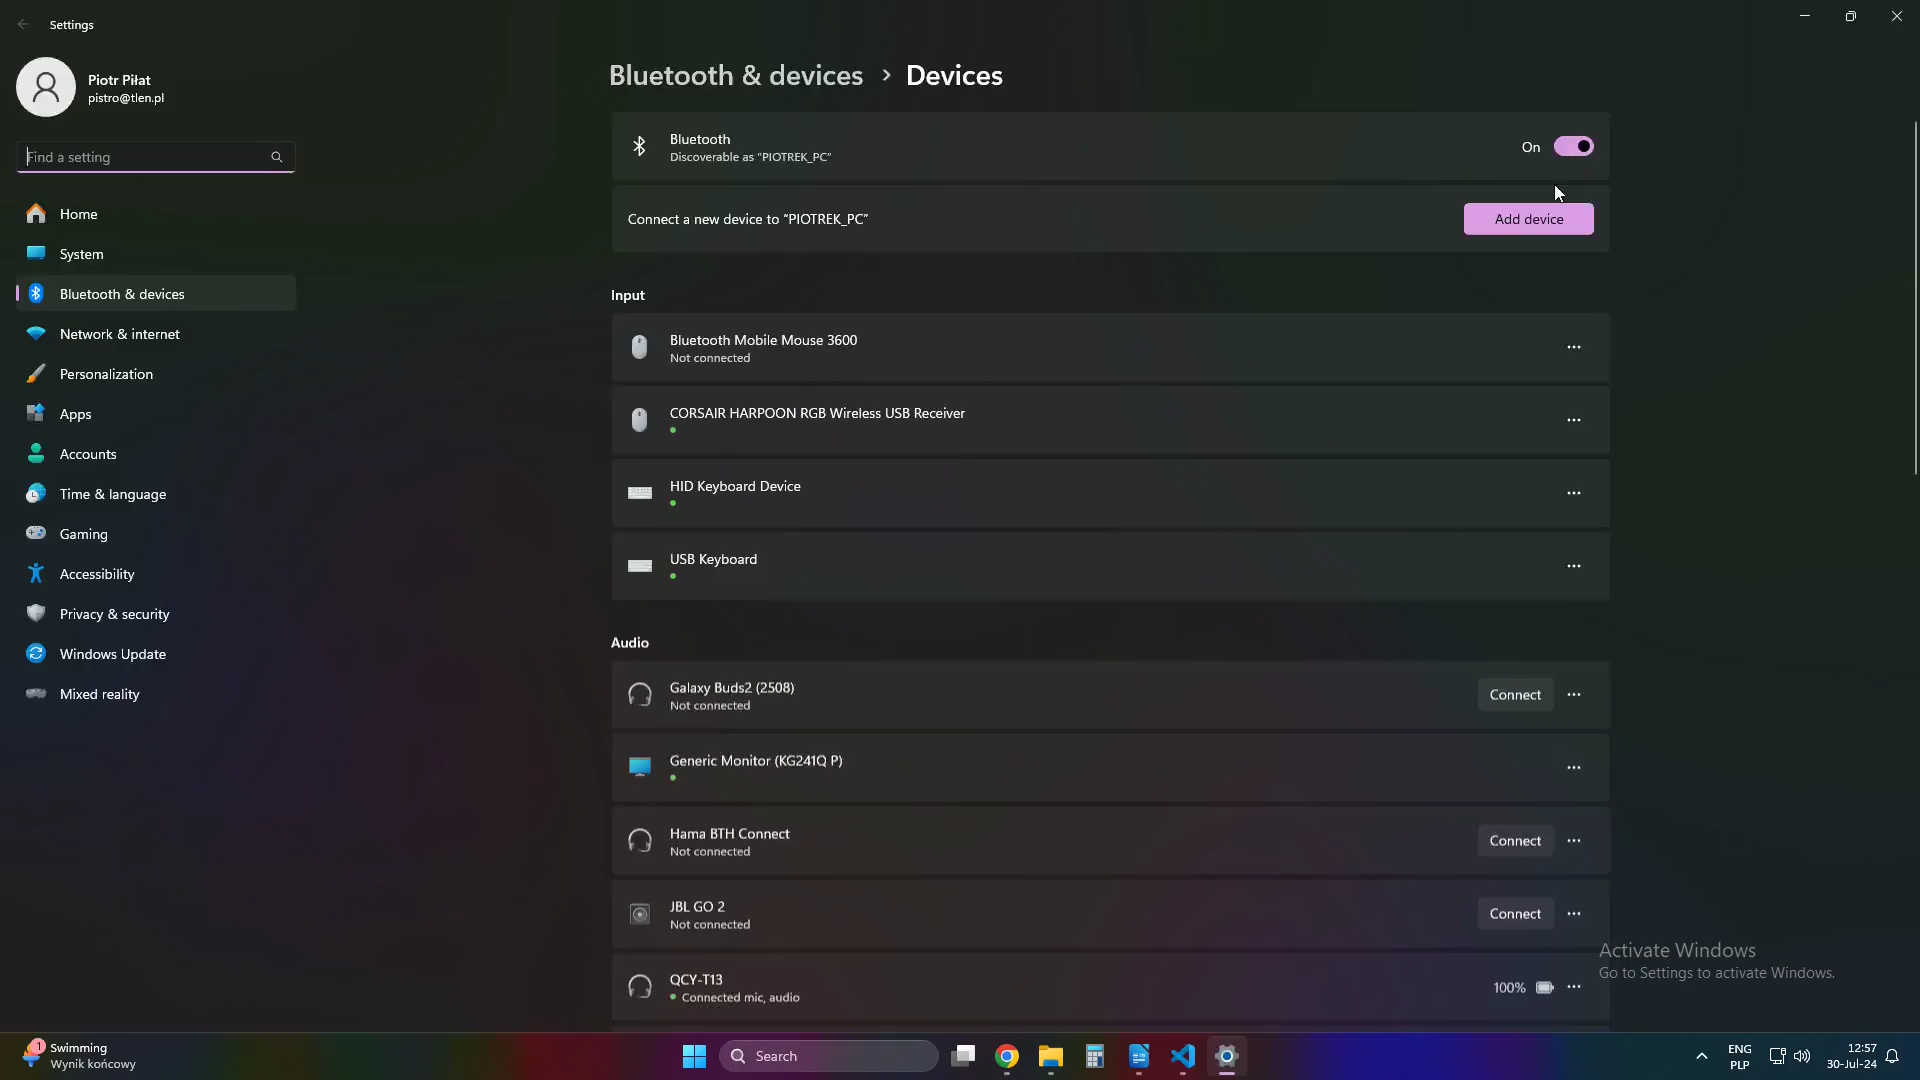 Settings
Piotr Piłat
pistro@tlen.pl
Find a setting
Home
System
Bluetooth & devices
Network & internet
Personalization
Apps
Accounts
Time & language
Gaming
Accessibility
Privacy & security
Windows Update
Mixed reality
Bluetooth & devices > Devices
Bluetooth
Discoverable as "PIOTREK_PC"
On
Connect a new device to "PIOTREK_PC"
Add device
Input
Bluetooth Mobile Mouse 3600
Not connected
CORSAIR HARPOON RGB Wireless USB Receiver
HID Keyboard Device
USB Keyboard
Audio
Galaxy Buds2 (2508)
Not connected
Connect
Generic Monitor (KG241Q P)
Hama BTH Connect
Not connected
Connect
JBL GO 2
Not connected
Connect
QCY-T13
Connected mic, audio
100%
Activate Windows
Go to Settings to activate Windows.
1
Swimming
Wynik końcowy
Search
ENG
PLP
12:57
30-Jul-24